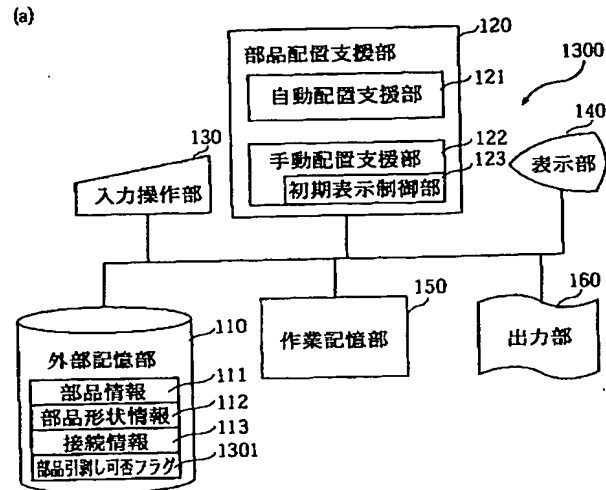 (a)
120
部品配置支援部
1300
自動配置支援部
121
140
130
122
手動配置支援部
123
表示部
入力操作部
初期表示制御部
110
150
160
外部記憶部
作業記憶部
出力部
部品情報
111
部品形状情報
112
接続情報
113
部品引剥し可否フラグ
1301